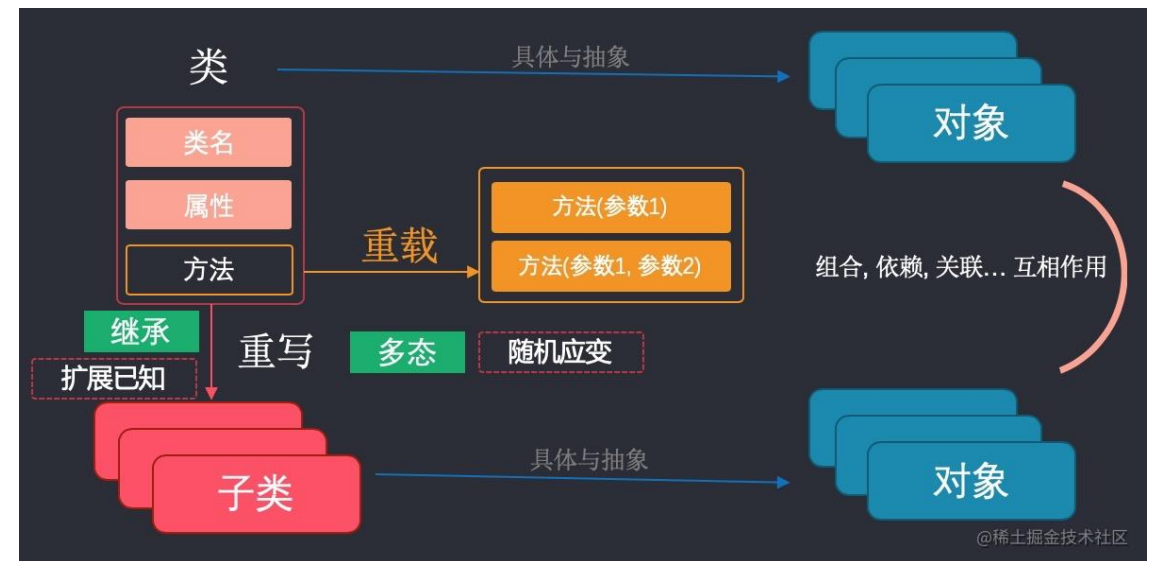 类
具体与抽象
对象
类名
属性
方法
重载
方法(参数1)
方法(参数1, 参数2)
组合, 依赖, 关联... 互相作用
继承
扩展已知
重写
多态
随机应变
子类
具体与抽象
对象
@稀土掘金技术社区